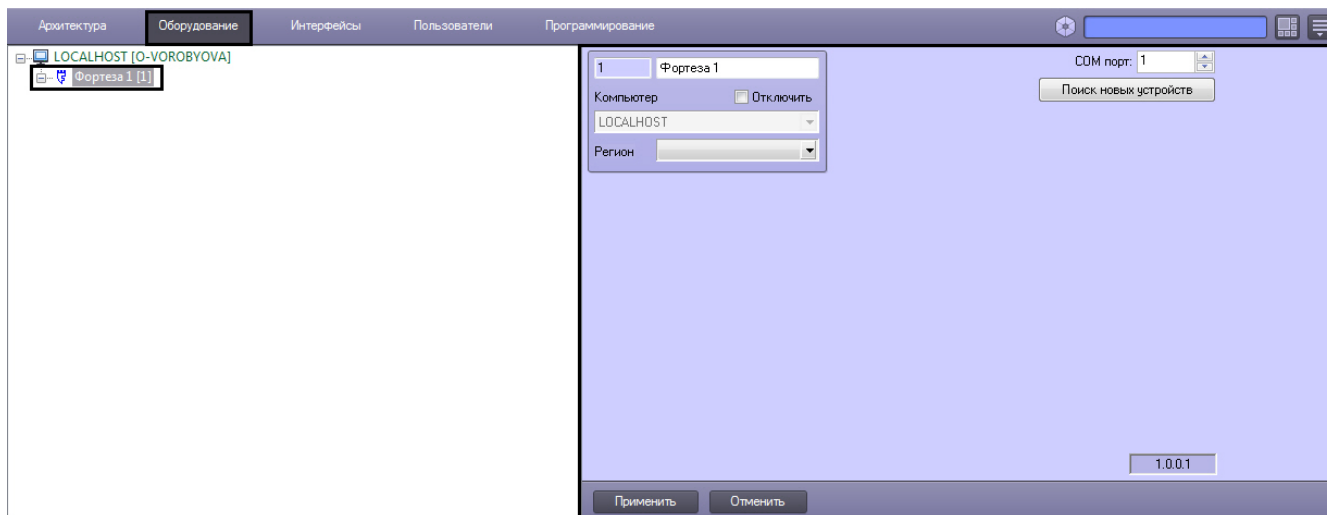 Архитектура Оборудование Интерфейсы Пользователи Программирование
LOCALHOST [O-VOROBYOVA]
Фортеза 1 [1]
1 Фортеза 1
Компьютер Отключить
LOCALHOST
Регион
COM порт: 1
Поиск новых устройств
1.0.0.1
Применить Отменить